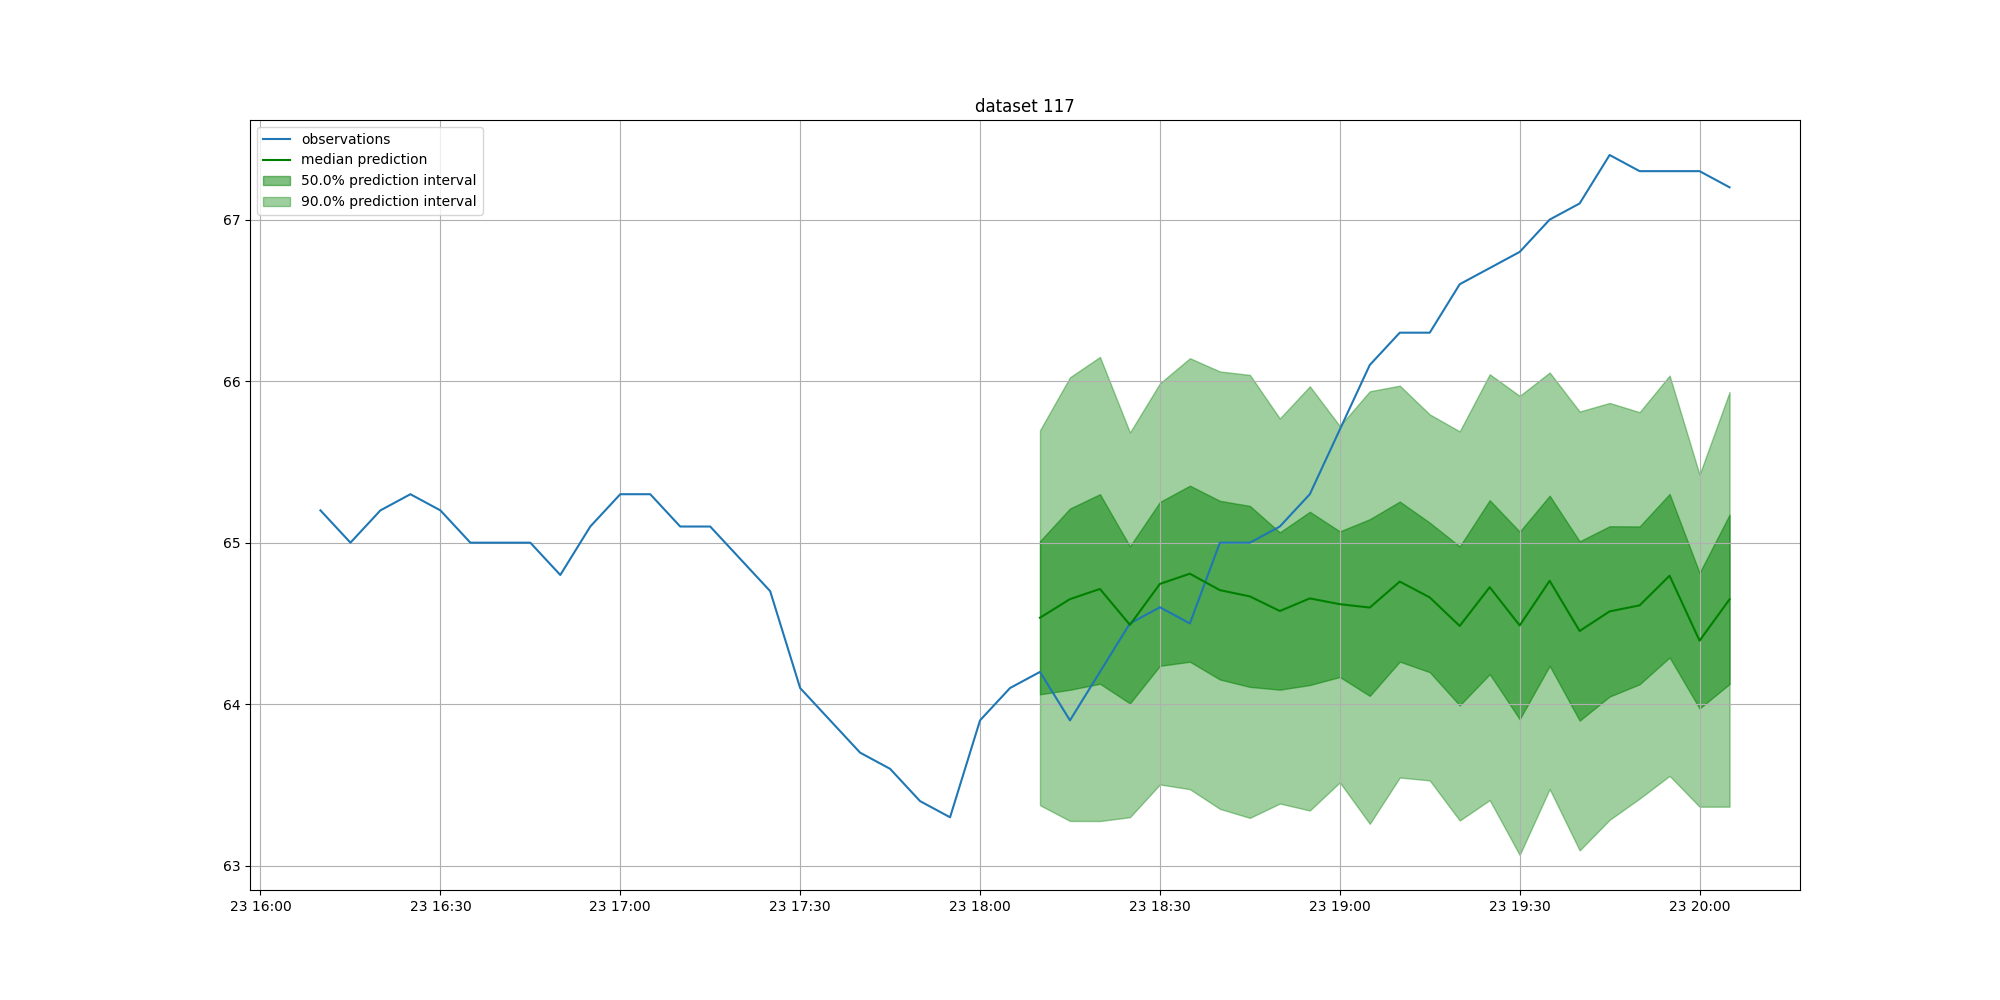 dataset 117
observations
median prediction
50.0% prediction interval
90.0% prediction interval
67
66
65
64
63
23 16:00 23 16:30 23 17:00 23 17:30 23 18:00 23 18:30 23 19:00 23 19:30 23 20:00